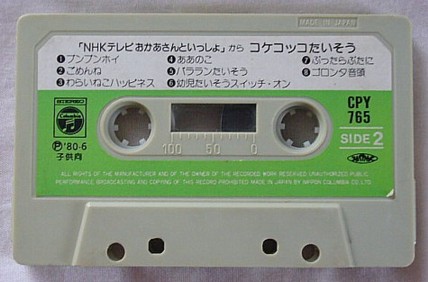 MADE IN JAPAN
「NHKテレビおかあさんといっしょ」から コケコッコたいそう
❶プンプンホイ ❹ああのこ ❼ぶったらぶたに
❷ごめんね ❺パラランたいそう ❽ゴロンタ音頭
❸わらいねこハッピネス ❻幼児たいそうスイッチ・オン
STEREO
Columbia
CPY
765
Ⓟ'80·6
子供向
100 50 0
SIDE 2
ALL RIGHTS OF THE MANUFACTURER AND OF THE OWNER OF THE RECORDED WORK RESERVED UNAUTHORIZED PUBLIC
PERFORMANCE, BROADCASTING AND COPYING OF THIS RECORD PROHIBITED MADE IN JAPAN BY NIPPON COLUMBIA CO. LTD.